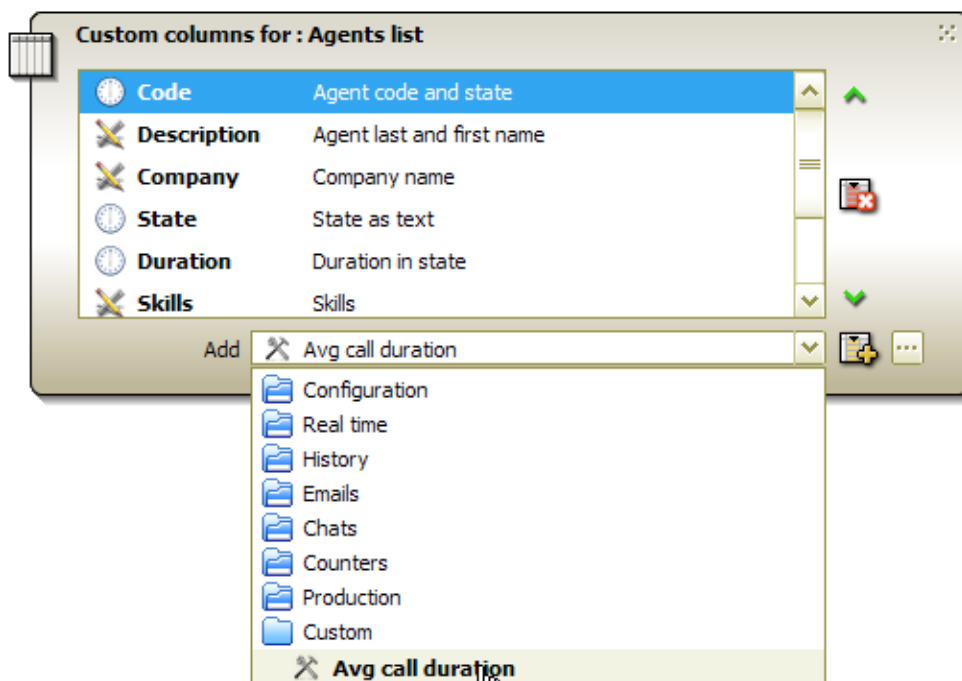 Custom columns for : Agents list
Code Agent code and state
Description Agent last and first name
Company Company name
State State as text
Duration Duration in state
Skills Skills
Add Avg call duration
Configuration
Real time
History
Emails
Chats
Counters
Production
Custom
Avg call duration